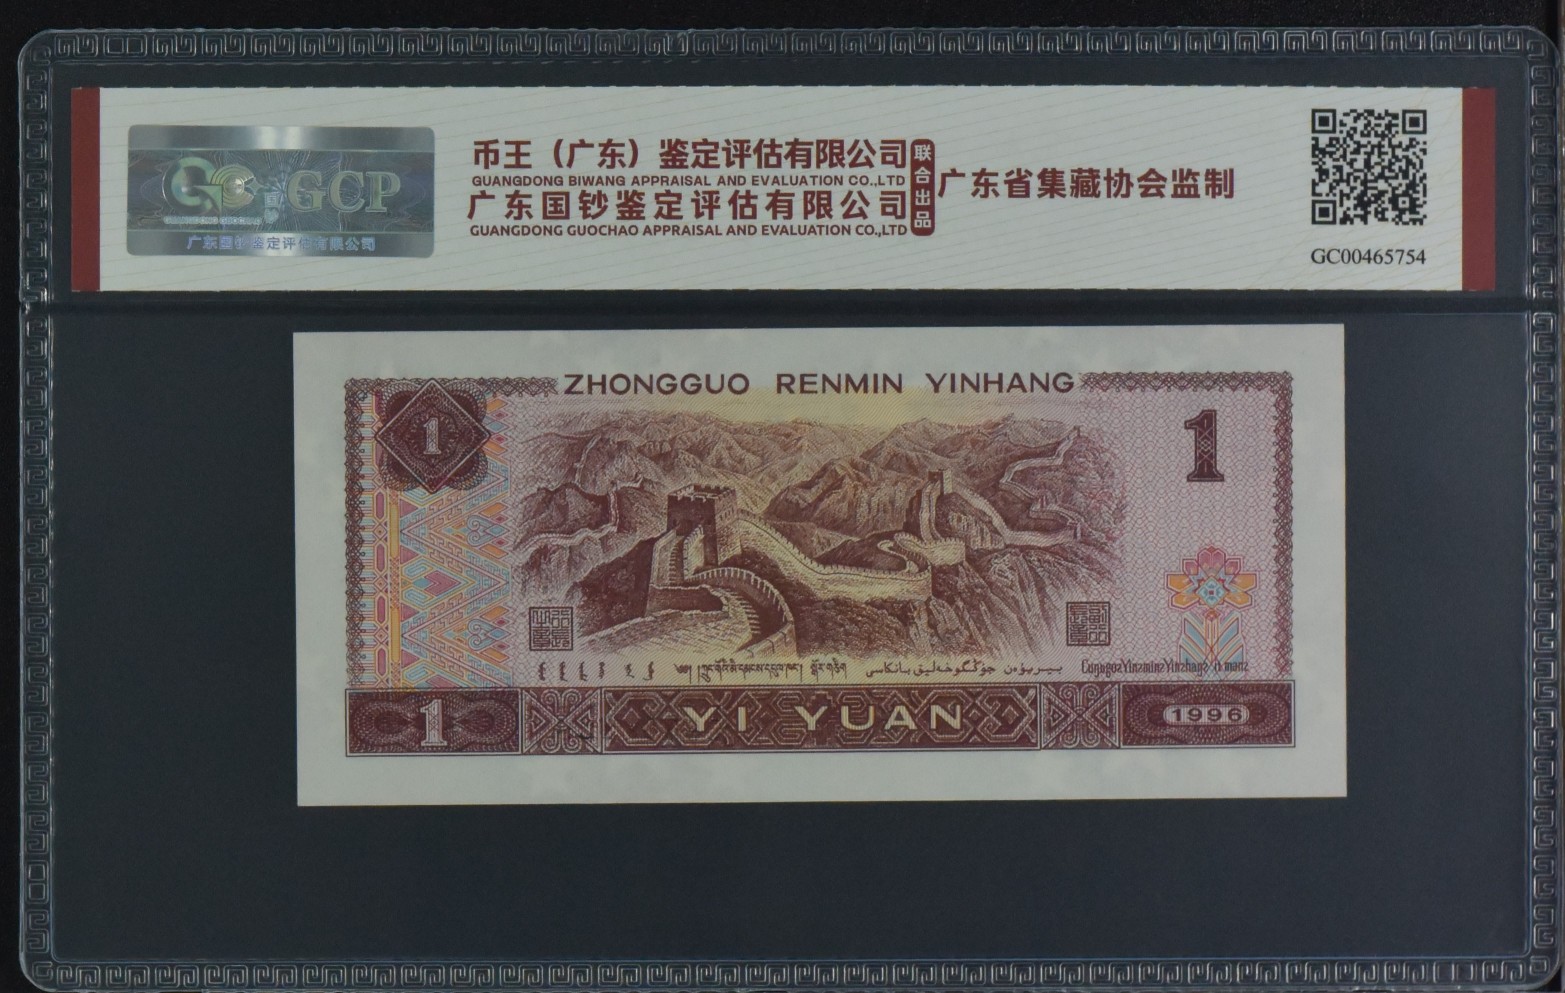 GCP
广东国钞鉴定评估有限公司
币王（广东）鉴定评估有限公司
GUANGDONG BIWANG APPRAISAL AND EVALUATION CO.,LTD
广东国钞鉴定评估有限公司
GUANGDONG GUOCHAO APPRAISAL AND EVALUATION CO.,LTD
联合出品
广东省集藏协会监制
GC00465754
ZHONGGUO RENMIN YINHANG
1
1
1
YI YUAN
1996